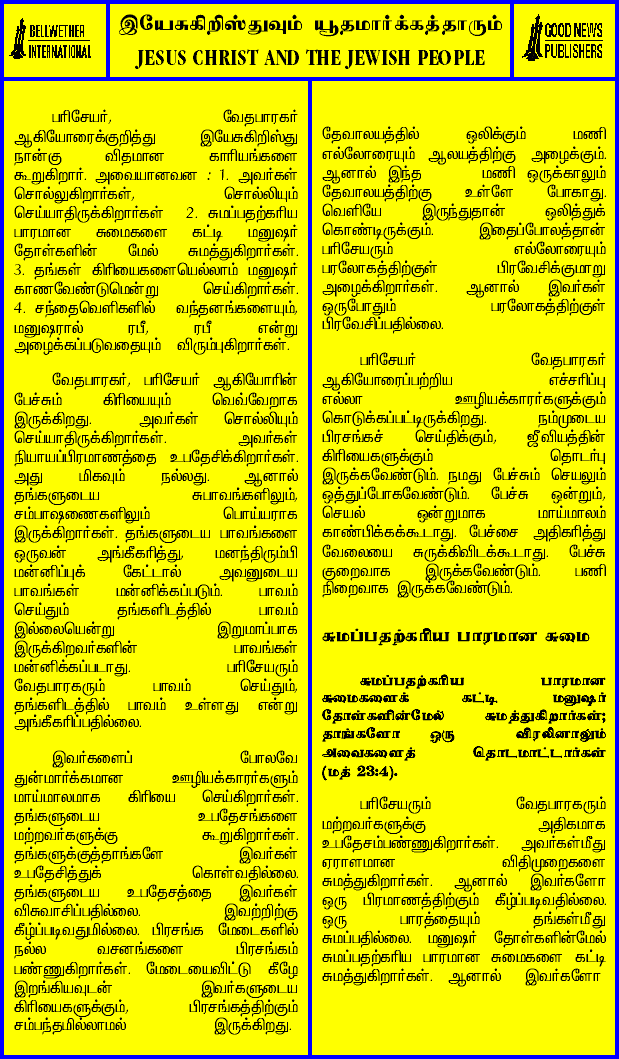 BELLWETHER
INTERNATIONAL
இயேசுகிறிஸ்துவும் யூதமார்க்கத்தாரும்
JESUS CHRIST AND THE JEWISH PEOPLE
GOOD NEWS
PUBLISHERS
பரிசேயர், வேதபாரகர்
ஆகியோரைக்குறித்து இயேசுகிறிஸ்து
நான்கு விதமான காரியங்களை
கூறுகிறார். அவையானவன : 1. அவர்கள்
சொல்லுகிறார்கள், சொல்லியும்
செய்யாதிருக்கிறார்கள் 2. சுமப்பதற்கரிய
பாரமான சுமைகளை கட்டி மனுஷர்
தோள்களின் மேல் சுமத்துகிறார்கள்.
3. தங்கள் கிரியைகளையெல்லாம் மனுஷர்
காணவேண்டுமென்று செய்கிறார்கள்.
4. சந்தைவெளிகளில் வந்தனங்களையும்,
மனுஷரால் ரபீ, ரபீ என்று
அழைக்கப்படுவதையும் விரும்புகிறார்கள்.
வேதபாரகர், பரிசேயர் ஆகியோரின்
பேச்சும் கிரியையும் வெவ்வேறாக
இருக்கிறது. அவர்கள் சொல்லியும்
செய்யாதிருக்கிறார்கள். அவர்கள்
நியாயப்பிரமாணத்தை உபதேசிக்கிறார்கள்.
அது மிகவும் நல்லது. ஆனால்
தங்களுடைய சுபாவங்களிலும்,
சம்பாஷணைகளிலும் பொய்யராக
இருக்கிறார்கள். தங்களுடைய பாவங்களை
ஒருவன் அங்கீகரித்து, மனந்திரும்பி
மன்னிப்புக் கேட்டால் அவனுடைய
பாவங்கள் மன்னிக்கப்படும். பாவம்
செய்தும் தங்களிடத்தில் பாவம்
இல்லையென்று இறுமாப்பாக
இருக்கிறவர்களின் பாவங்கள்
மன்னிக்கப்படாது. பரிசேயரும்
வேதபாரகரும் பாவம் செய்தும்,
தங்களிடத்தில் பாவம் உள்ளது என்று
அங்கீகரிப்பதில்லை.
இவர்களைப் போலவே
துன்மார்க்கமான ஊழியக்காரர்களும்
மாய்மாலமாக கிரியை செய்கிறார்கள்.
தங்களுடைய உபதேசங்களை
மற்றவர்களுக்கு கூறுகிறார்கள்.
தங்களுக்குத்தாங்களே இவர்கள்
உபதேசித்துக் கொள்வதில்லை.
தங்களுடைய உபதேசத்தை இவர்கள்
விசுவாசிப்பதில்லை. இவற்றிற்கு
கீழ்ப்படிவதுமில்லை. பிரசங்க மேடைகளில்
நல்ல வசனங்களை பிரசங்கம்
பண்ணுகிறார்கள். மேடையைவிட்டு கீழே
இறங்கியவுடன் இவர்களுடைய
கிரியைகளுக்கும், பிரசங்கத்திற்கும்
சம்பந்தமில்லாமல் இருக்கிறது.
தேவாலயத்தில் ஒலிக்கும் மணி
எல்லோரையும் ஆலயத்திற்கு அழைக்கும்.
ஆனால் இந்த மணி ஒருக்காலும்
தேவாலயத்திற்கு உள்ளே போகாது.
வெளியே இருந்துதான் ஒலித்துக்
கொண்டிருக்கும். இதைப்போலத்தான்
பரிசேயரும் எல்லோரையும்
பரலோகத்திற்குள் பிரவேசிக்குமாறு
அழைக்கிறார்கள். ஆனால் இவர்கள்
ஒருபோதும் பரலோகத்திற்குள்
பிரவேசிப்பதில்லை.
பரிசேயர் வேதபாரகர்
ஆகியோரைப்பற்றிய எச்சரிப்பு
எல்லா ஊழியக்காரர்களுக்கும்
கொடுக்கப்பட்டிருக்கிறது. நம்முடைய
பிரசங்கச் செய்திக்கும், ஜீவியத்தின்
கிரியைகளுக்கும் தொடர்பு
இருக்கவேண்டும். நமது பேச்சும் செயலும்
ஒத்துப்போகவேண்டும். பேச்சு ஒன்றும்,
செயல் ஒன்றுமாக மாய்மாலம்
காண்பிக்கக்கூடாது. பேச்சை அதிகரித்து
வேலையை சுருக்கிவிடக்கூடாது. பேச்சு
குறைவாக இருக்கவேண்டும். பணி
நிறைவாக இருக்கவேண்டும்.
சுமப்பதற்கரிய பாரமான சுமை
சுமப்பதற்கரிய பாரமான
சுமைகளைக் கட்டி மனுஷர்
தோள்களின்மேல் சுமத்துகிறார்கள்;
தாங்களோ ஒரு விரலினாலும்
அவைகளைத் தொடமாட்டார்கள்
(மத் 23:4).
பரிசேயரும் வேதபாரகரும்
மற்றவர்களுக்கு அதிகமாக
உபதேசம்பண்ணுகிறார்கள். அவர்கள்மீது
ஏராளமான விதிமுறைகளை
சுமத்துகிறார்கள். ஆனால் இவர்களோ
ஒரு பிரமாணத்திற்கும் கீழ்ப்படிவதில்லை.
ஒரு பாரத்தையும் தங்கள்மீது
சுமப்பதில்லை. மனுஷர் தோள்களின்மேல்
சுமப்பதற்கரிய பாரமான சுமைகளை கட்டி
சுமத்துகிறார்கள். ஆனால் இவர்களோ